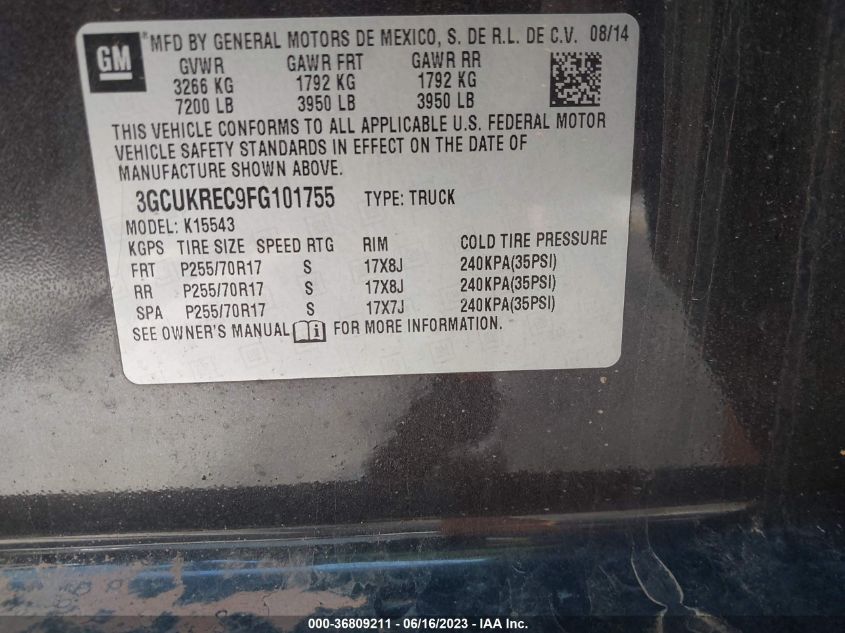 GM ® MFD BY GENERAL MOTORS DE MEXICO, S. DE R.L. DE C.V. 08/14
GVWR GAWR FRT GAWR RR
3266 KG 1792 KG 1792 KG
7200 LB 3950 LB 3950 LB
THIS VEHICLE CONFORMS TO ALL APPLICABLE U.S. FEDERAL MOTOR
VEHICLE SAFETY STANDARDS IN EFFECT ON THE DATE OF
MANUFACTURE SHOWN ABOVE.
3GCUKREC9FG101755 TYPE: TRUCK
MODEL: K15543
KGPS TIRE SIZE SPEED RTG RIM COLD TIRE PRESSURE
FRT P255/70R17 S 17X8J 240KPA(35PSI)
RR P255/70R17 S 17X8J 240KPA(35PSI)
SPA P255/70R17 S 17X7J 240KPA(35PSI)
SEE OWNER'S MANUAL FOR MORE INFORMATION.
000-36809211 - 06/16/2023 - IAA Inc.